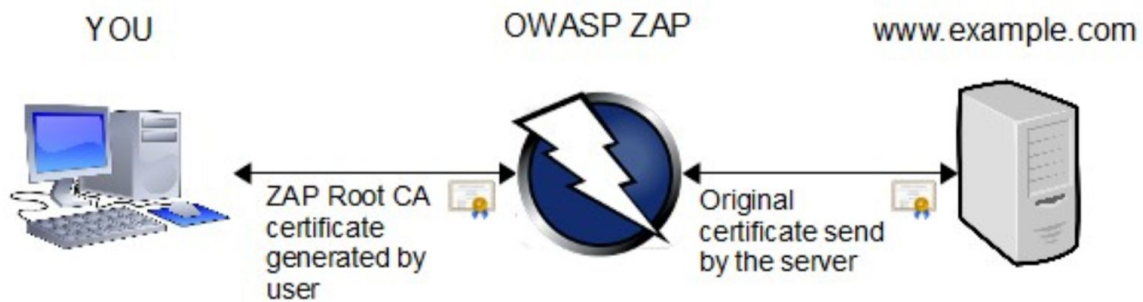 YOU
OWASP ZAP
www.example.com
ZAP Root CA
certificate
generated by
user
Original
certificate send
by the server